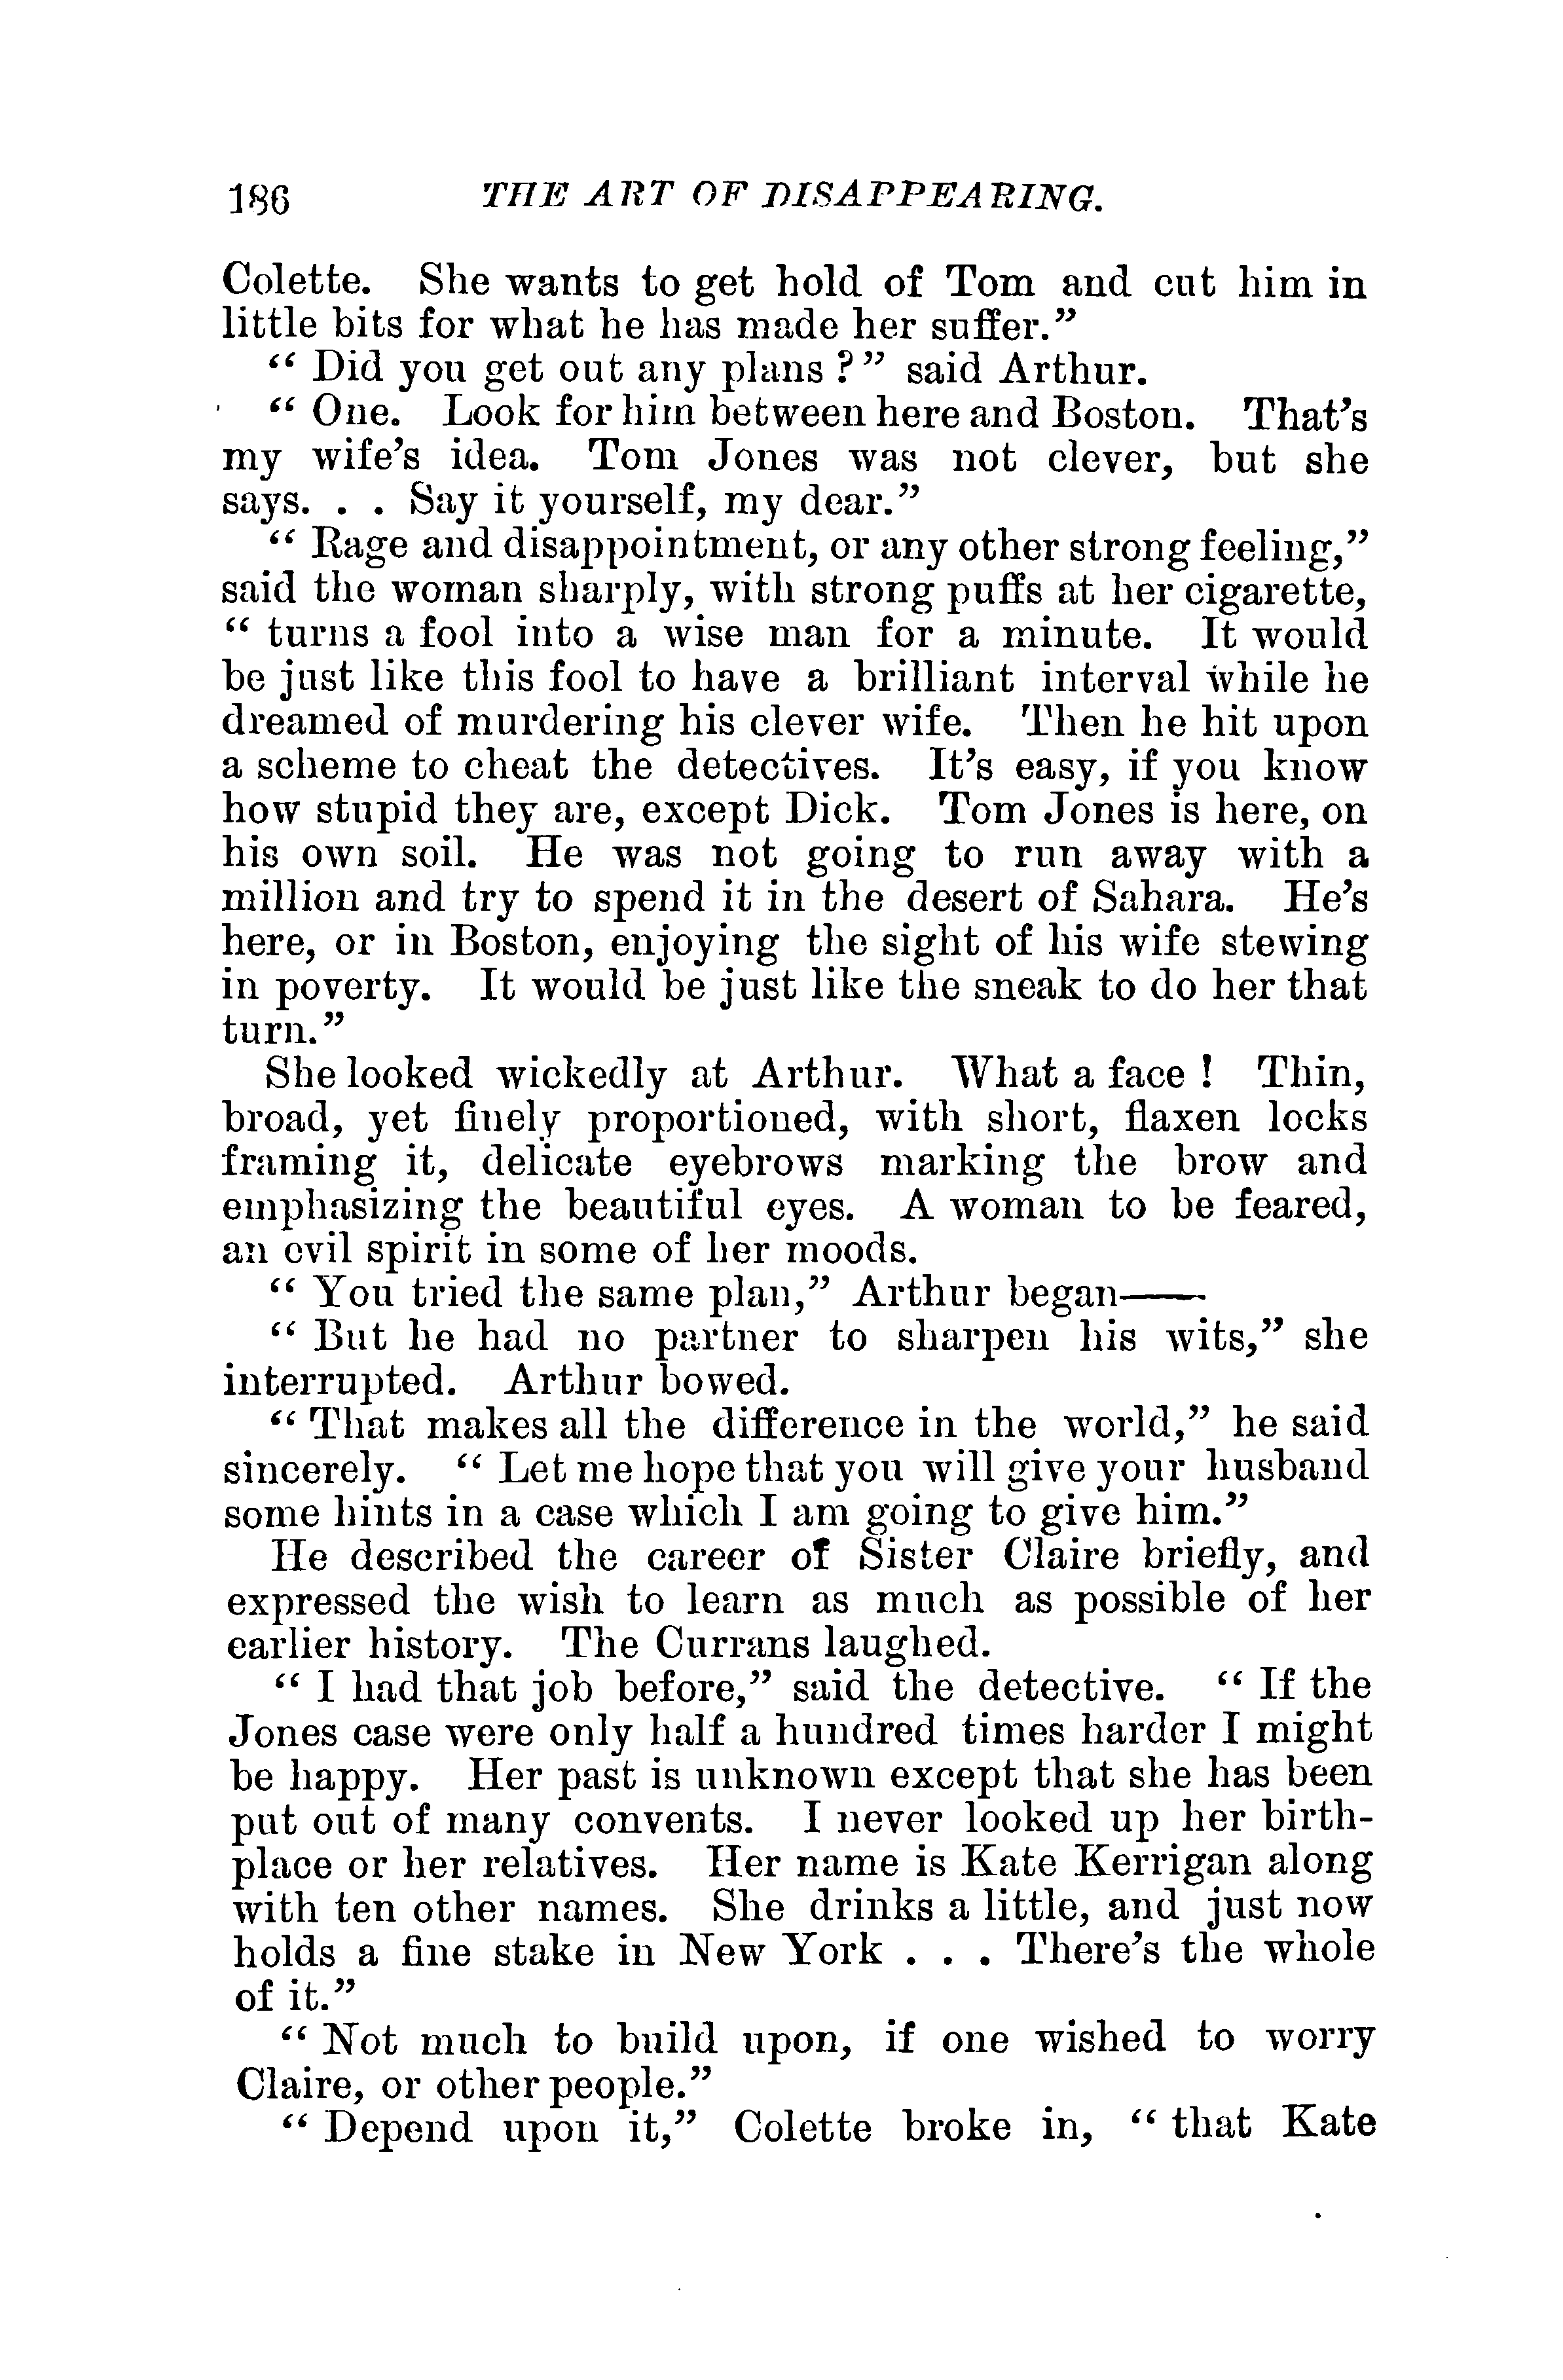 186 THE ART OF DISAPPEARING.
Colette. She wants to get hold of Tom and cut him in
little bits for what he has made her suffer.”
“ Did you get out any plans ? ” said Arthur.
“ One. Look for him between here and Boston. That’s
my wife’s idea. Tom Jones was not clever, but she
says. . . Say it yourself, my dear.”
“ Rage and disappointment, or any other strong feeling,”
said the woman sharply, with strong puffs at her cigarette,
“ turns a fool into a wise man for a minute. It would
be just like this fool to have a brilliant interval while he
dreamed of murdering his clever wife. Then he hit upon
a scheme to cheat the detectives. It’s easy, if you know
how stupid they are, except Dick. Tom Jones is here, on
his own soil. He was not going to run away with a
million and try to spend it in the desert of Sahara. He’s
here, or in Boston, enjoying the sight of his wife stewing
in poverty. It would be just like the sneak to do her that
turn.”
She looked wickedly at Arthur. What a face ! Thin,
broad, yet finely proportioned, with short, flaxen locks
framing it, delicate eyebrows marking the brow and
emphasizing the beautiful eyes. A woman to be feared,
an evil spirit in some of her moods.
“ You tried the same plan,” Arthur began——
“ But he had no partner to sharpen his wits,” she
interrupted. Arthur bowed.
“ That makes all the difference in the world,” he said
sincerely. “ Let me hope that you will give your husband
some hints in a case which I am going to give him.”
He described the career of Sister Claire briefly, and
expressed the wish to learn as much as possible of her
earlier history. The Currans laughed.
“ I had that job before,” said the detective. “ If the
Jones case were only half a hundred times harder I might
be happy. Her past is unknown except that she has been
put out of many convents. I never looked up her birth-
place or her relatives. Her name is Kate Kerrigan along
with ten other names. She drinks a little, and just now
holds a fine stake in New York . . . There’s the whole
of it.”
“ Not much to build upon, if one wished to worry
Claire, or other people.”
“ Depend upon it,” Colette broke in, “ that Kate